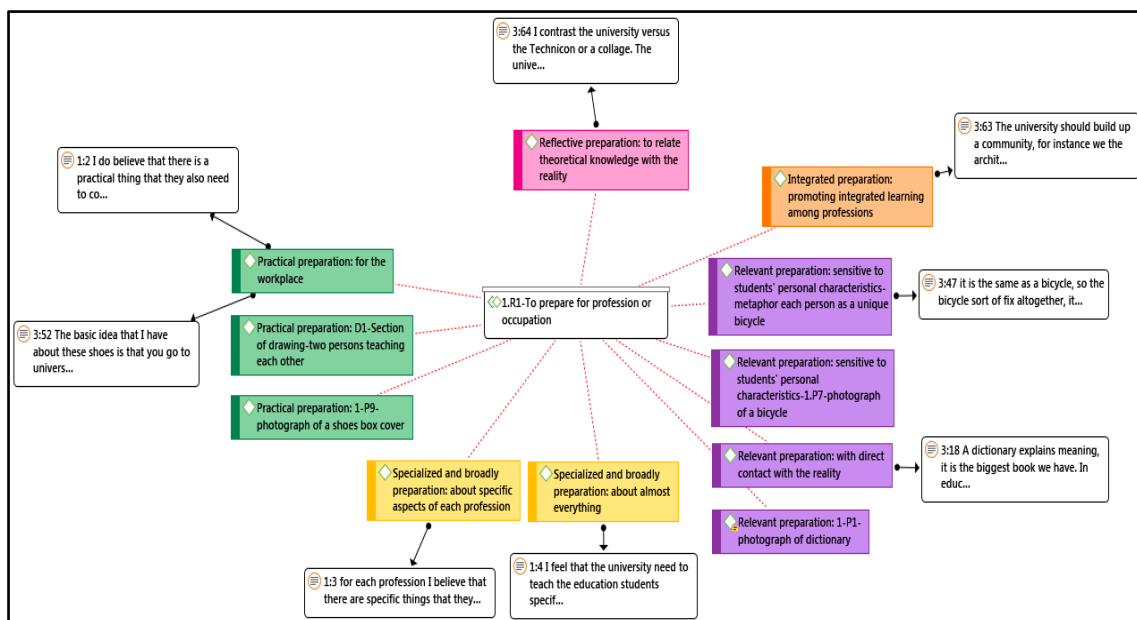 3:64 I contrast the university versus
the Technicon or a collage. The
unive...
Reflective preparation: to relate
theoretical knowledge with the
reality
3:63 The university should build up
a community, for instance we the
archit...
Integrated preparation:
promoting integrated learning
among professions
1:2 I do believe that there is a
practical thing that they also need
to co...
Practical preparation: for the
workplace
1.R1-To prepare for profession or
occupation
Relevant preparation: sensitive to
students' personal characteristics-
metaphor each person as a unique
bicycle
3:47 it is the same as a bicycle, so the
bicycle sort of fix altogether, it...
3:52 The basic idea that I have
about these shoes is that you go to
univers...
Practical preparation: D1-Section
of drawing-two persons teaching
each other
Relevant preparation: sensitive to
students' personal
characteristics-1.P7-photograph
of a bicycle
Practical preparation: 1-P9-
photograph of a shoes box cover
Relevant preparation: with direct
contact with the reality
3:18 A dictionary explains meaning,
it is the biggest book we have. In
educ...
Specialized and broadly
preparation: about specific
aspects of each profession
Specialized and broadly
preparation: about almost
everything
Relevant preparation: 1-P1-
photograph of dictionary
1:3 for each profession I believe that
there are specific things that they...
1:4 I feel that the university need to
teach the education students
specif...